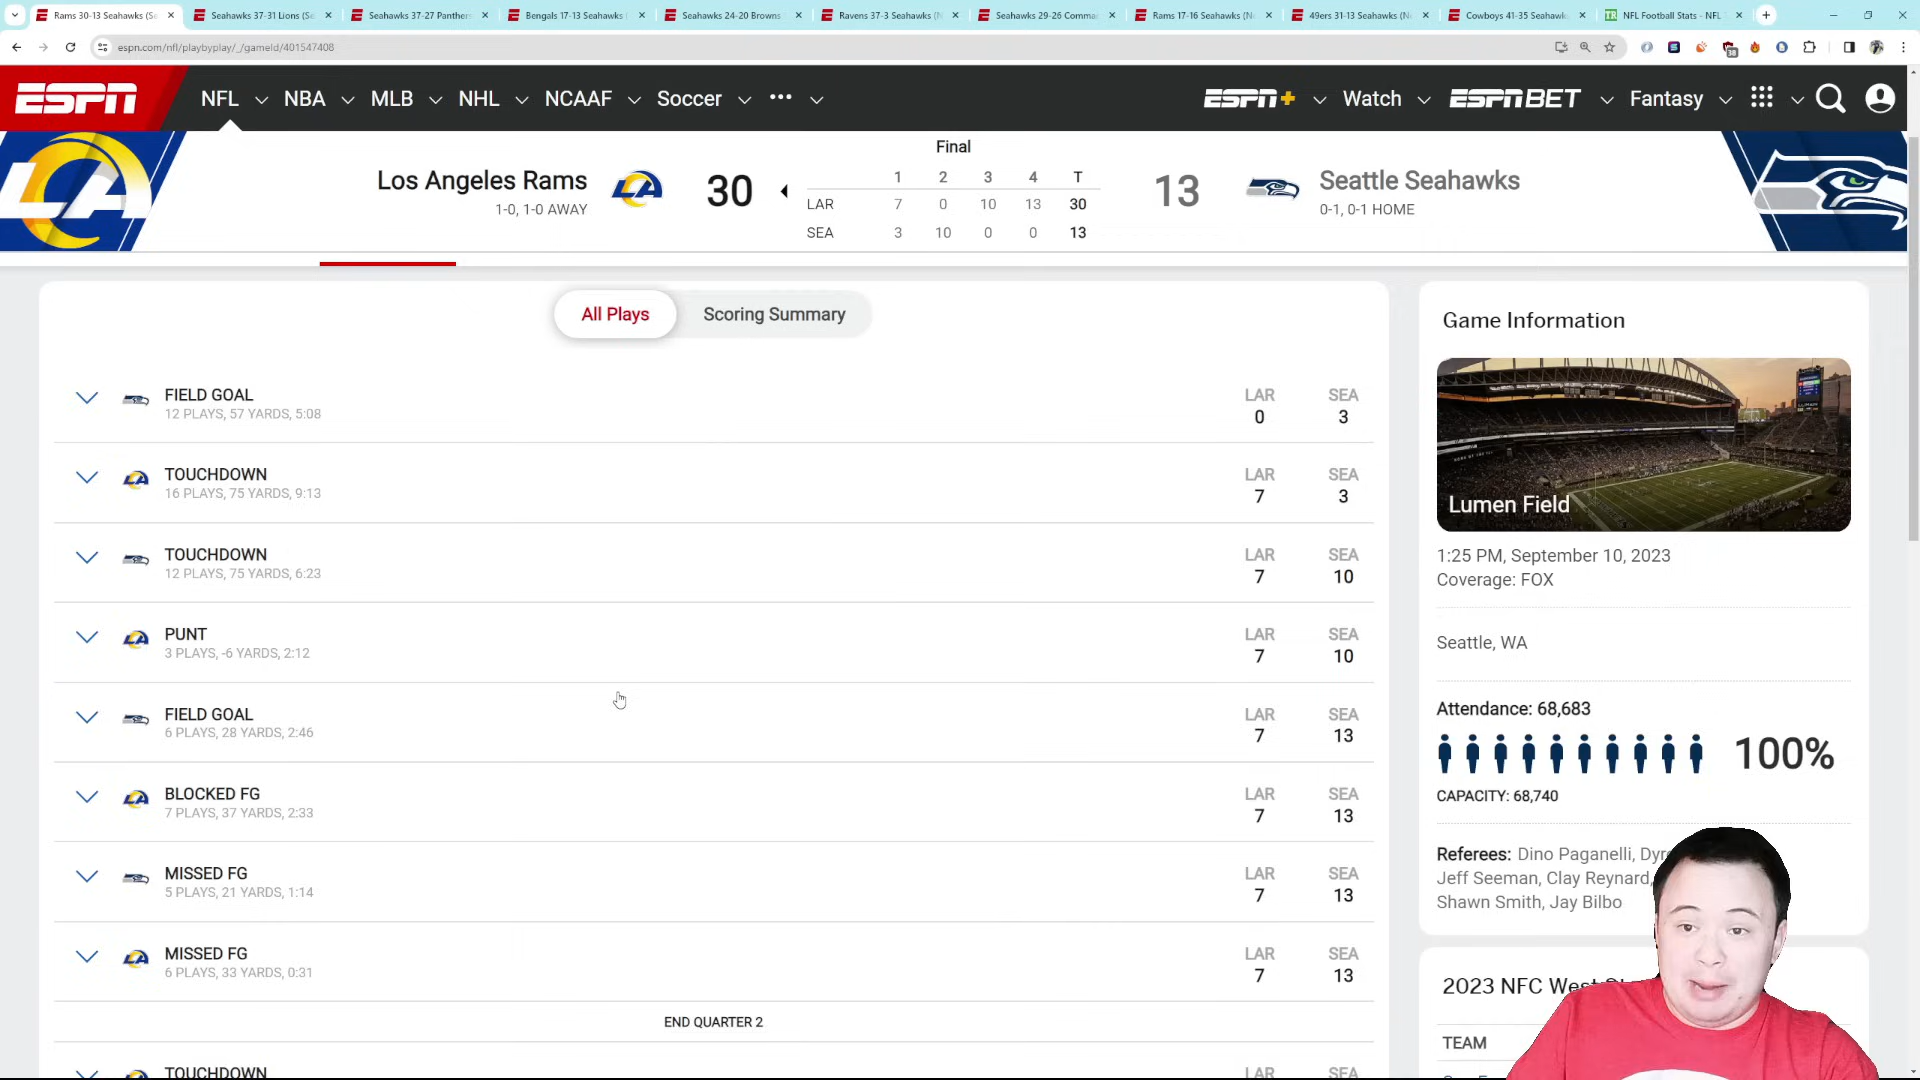 Rams 30-13 Seahawks (Se
Seahawks 37-31 Lions (Se
Seahawks 37-27 Panthers
Bengals 17-13 Seahawks (
Seahawks 24-20 Browns
Ravens 37-3 Seahawks (N
Seahawks 29-26 Comma
Rams 17-16 Seahawks (Ne
49ers 31-13 Seahawks (N
Cowboys 41-35 Seahawk
NFL Football Stats - NFL
espn.com/nfl/playbyplay/_/gameId/401547408
38
ESPN
NFL
NBA
MLB
NHL
NCAAF
Soccer
ESPN+
Watch
ESPN BET
Fantasy
Final
Los Angeles Rams
1-0, 1-0 AWAY
30
1 2 3 4 T
LAR 7 0 10 13 30
SEA 3 10 0 0 13
13
Seattle Seahawks
0-1, 0-1 HOME
All Plays
Scoring Summary
FIELD GOAL
12 PLAYS, 57 YARDS, 5:08
LAR SEA
0 3
TOUCHDOWN
16 PLAYS, 75 YARDS, 9:13
LAR SEA
7 3
TOUCHDOWN
12 PLAYS, 75 YARDS, 6:23
LAR SEA
7 10
PUNT
3 PLAYS, -6 YARDS, 2:12
LAR SEA
7 10
FIELD GOAL
6 PLAYS, 28 YARDS, 2:46
LAR SEA
7 13
BLOCKED FG
7 PLAYS, 37 YARDS, 2:33
LAR SEA
7 13
MISSED FG
5 PLAYS, 21 YARDS, 1:14
LAR SEA
7 13
MISSED FG
6 PLAYS, 33 YARDS, 0:31
LAR SEA
7 13
END QUARTER 2
TOUCHDOWN
LAR SEA
Game Information
Lumen Field
1:25 PM, September 10, 2023
Coverage: FOX
Seattle, WA
Attendance: 68,683
100%
CAPACITY: 68,740
Referees: Dino Paganelli, Dyr
Jeff Seeman, Clay Reynard,
Shawn Smith, Jay Bilbo
2023 NFC West
TEAM